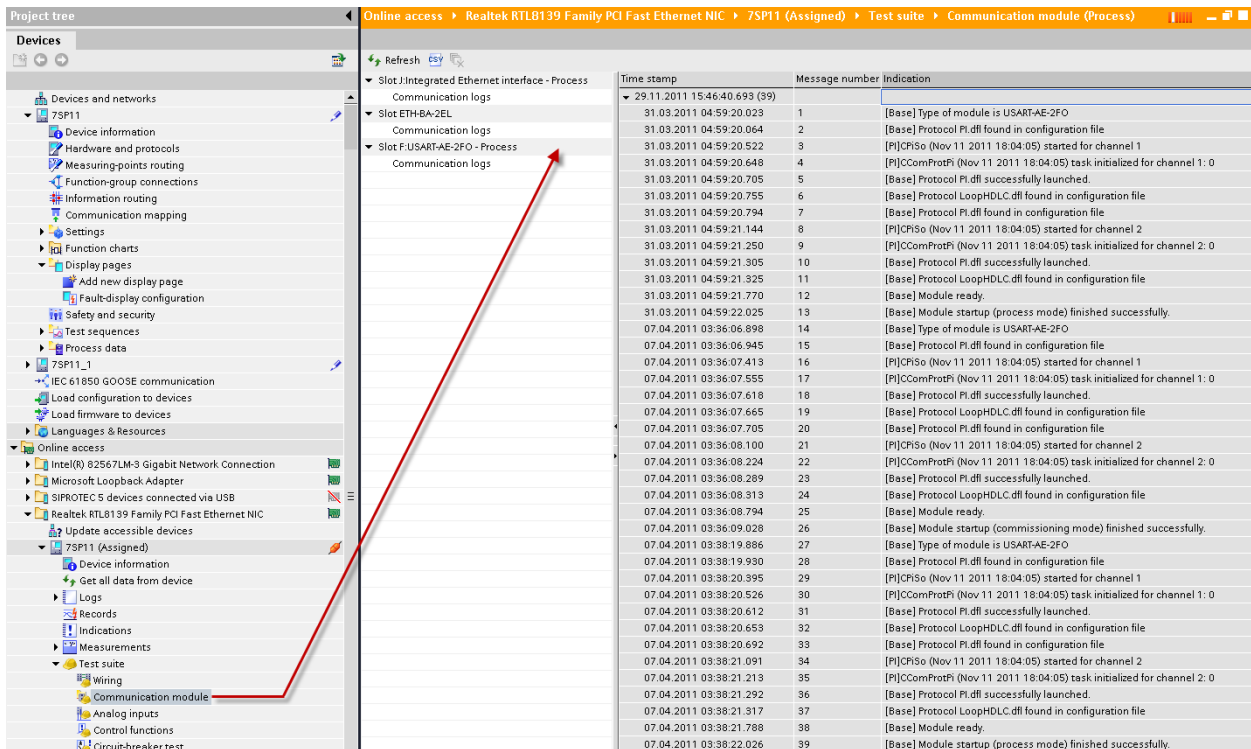 Project tree
Online access ▸ Realtek RTL8139 Family PCI Fast Ethernet NIC ▸ 7SP11 (Assigned) ▸ Test suite ▸ Communication module (Process)
Devices
Devices and networks
7SP11
Device information
Hardware and protocols
Measuring-points routing
Function-group connections
Information routing
Communication mapping
Settings
Function charts
Display pages
Add new display page
Fault-display configuration
Safety and security
Test sequences
Process data
7SP11_1
IEC 61850 GOOSE communication
Load configuration to devices
Load firmware to devices
Languages & Resources
Online access
Intel(R) 82567LM-3 Gigabit Network Connection
Microsoft Loopback Adapter
SIPROTEC 5 devices connected via USB
Realtek RTL8139 Family PCI Fast Ethernet NIC
Update accessible devices
7SP11 (Assigned)
Device information
Get all data from device
Logs
Records
Indications
Measurements
Test suite
Wiring
Communication module
Analog inputs
Control functions
Circuit-breaker test
Refresh CSV
Slot J:Integrated Ethernet interface - Process
Communication logs
Slot ETH-BA-2EL
Communication logs
Slot F:USART-AE-2FO - Process
Communication logs
Time stamp Message number Indication
29.11.2011 15:46:40.693 (39)
31.03.2011 04:59:20.023 1 [Base] Type of module is USART-AE-2FO
31.03.2011 04:59:20.064 2 [Base] Protocol PI.dfl found in configuration file
31.03.2011 04:59:20.522 3 [PI]CPiSo (Nov 11 2011 18:04:05) started for channel 1
31.03.2011 04:59:20.648 4 [PI]CComProtPi (Nov 11 2011 18:04:05) task initialized for channel 1: 0
31.03.2011 04:59:20.705 5 [Base] Protocol PI.dfl successfully launched.
31.03.2011 04:59:20.755 6 [Base] Protocol LoopHDLC.dfl found in configuration file
31.03.2011 04:59:20.794 7 [Base] Protocol PI.dfl found in configuration file
31.03.2011 04:59:21.144 8 [PI]CPiSo (Nov 11 2011 18:04:05) started for channel 2
31.03.2011 04:59:21.250 9 [PI]CComProtPi (Nov 11 2011 18:04:05) task initialized for channel 2: 0
31.03.2011 04:59:21.305 10 [Base] Protocol PI.dfl successfully launched.
31.03.2011 04:59:21.325 11 [Base] Protocol LoopHDLC.dfl found in configuration file
31.03.2011 04:59:21.770 12 [Base] Module ready.
31.03.2011 04:59:22.025 13 [Base] Module startup (process mode) finished successfully.
07.04.2011 03:36:06.898 14 [Base] Type of module is USART-AE-2FO
07.04.2011 03:36:06.945 15 [Base] Protocol PI.dfl found in configuration file
07.04.2011 03:36:07.413 16 [PI]CPiSo (Nov 11 2011 18:04:05) started for channel 1
07.04.2011 03:36:07.555 17 [PI]CComProtPi (Nov 11 2011 18:04:05) task initialized for channel 1: 0
07.04.2011 03:36:07.618 18 [Base] Protocol PI.dfl successfully launched.
07.04.2011 03:36:07.665 19 [Base] Protocol LoopHDLC.dfl found in configuration file
07.04.2011 03:36:07.705 20 [Base] Protocol PI.dfl found in configuration file
07.04.2011 03:36:08.100 21 [PI]CPiSo (Nov 11 2011 18:04:05) started for channel 2
07.04.2011 03:36:08.224 22 [PI]CComProtPi (Nov 11 2011 18:04:05) task initialized for channel 2: 0
07.04.2011 03:36:08.289 23 [Base] Protocol PI.dfl successfully launched.
07.04.2011 03:36:08.313 24 [Base] Protocol LoopHDLC.dfl found in configuration file
07.04.2011 03:36:08.794 25 [Base] Module ready.
07.04.2011 03:36:09.028 26 [Base] Module startup (commissioning mode) finished successfully.
07.04.2011 03:38:19.886 27 [Base] Type of module is USART-AE-2FO
07.04.2011 03:38:19.930 28 [Base] Protocol PI.dfl found in configuration file
07.04.2011 03:38:20.395 29 [PI]CPiSo (Nov 11 2011 18:04:05) started for channel 1
07.04.2011 03:38:20.526 30 [PI]CComProtPi (Nov 11 2011 18:04:05) task initialized for channel 1: 0
07.04.2011 03:38:20.612 31 [Base] Protocol PI.dfl successfully launched.
07.04.2011 03:38:20.653 32 [Base] Protocol LoopHDLC.dfl found in configuration file
07.04.2011 03:38:20.692 33 [Base] Protocol PI.dfl found in configuration file
07.04.2011 03:38:21.091 34 [PI]CPiSo (Nov 11 2011 18:04:05) started for channel 2
07.04.2011 03:38:21.213 35 [PI]CComProtPi (Nov 11 2011 18:04:05) task initialized for channel 2: 0
07.04.2011 03:38:21.292 36 [Base] Protocol PI.dfl successfully launched.
07.04.2011 03:38:21.317 37 [Base] Protocol LoopHDLC.dfl found in configuration file
07.04.2011 03:38:21.788 38 [Base] Module ready.
07.04.2011 03:38:22.026 39 [Base] Module startup (process mode) finished successfully.